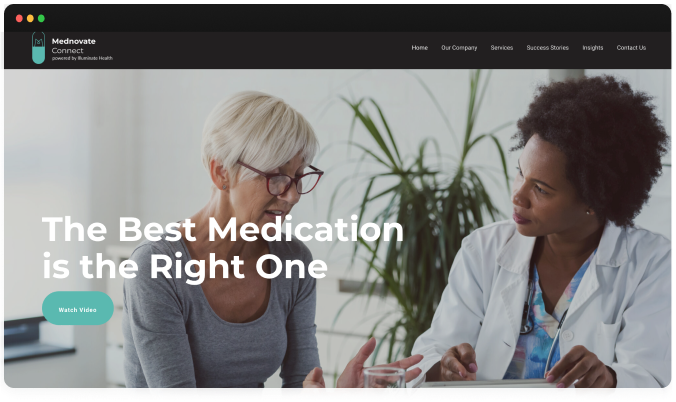 Mednovate
Connect
powered by Illuminate Health
Home Our Company Services Success Stories Insights Contact Us
The Best Medication
is the Right One
Watch Video